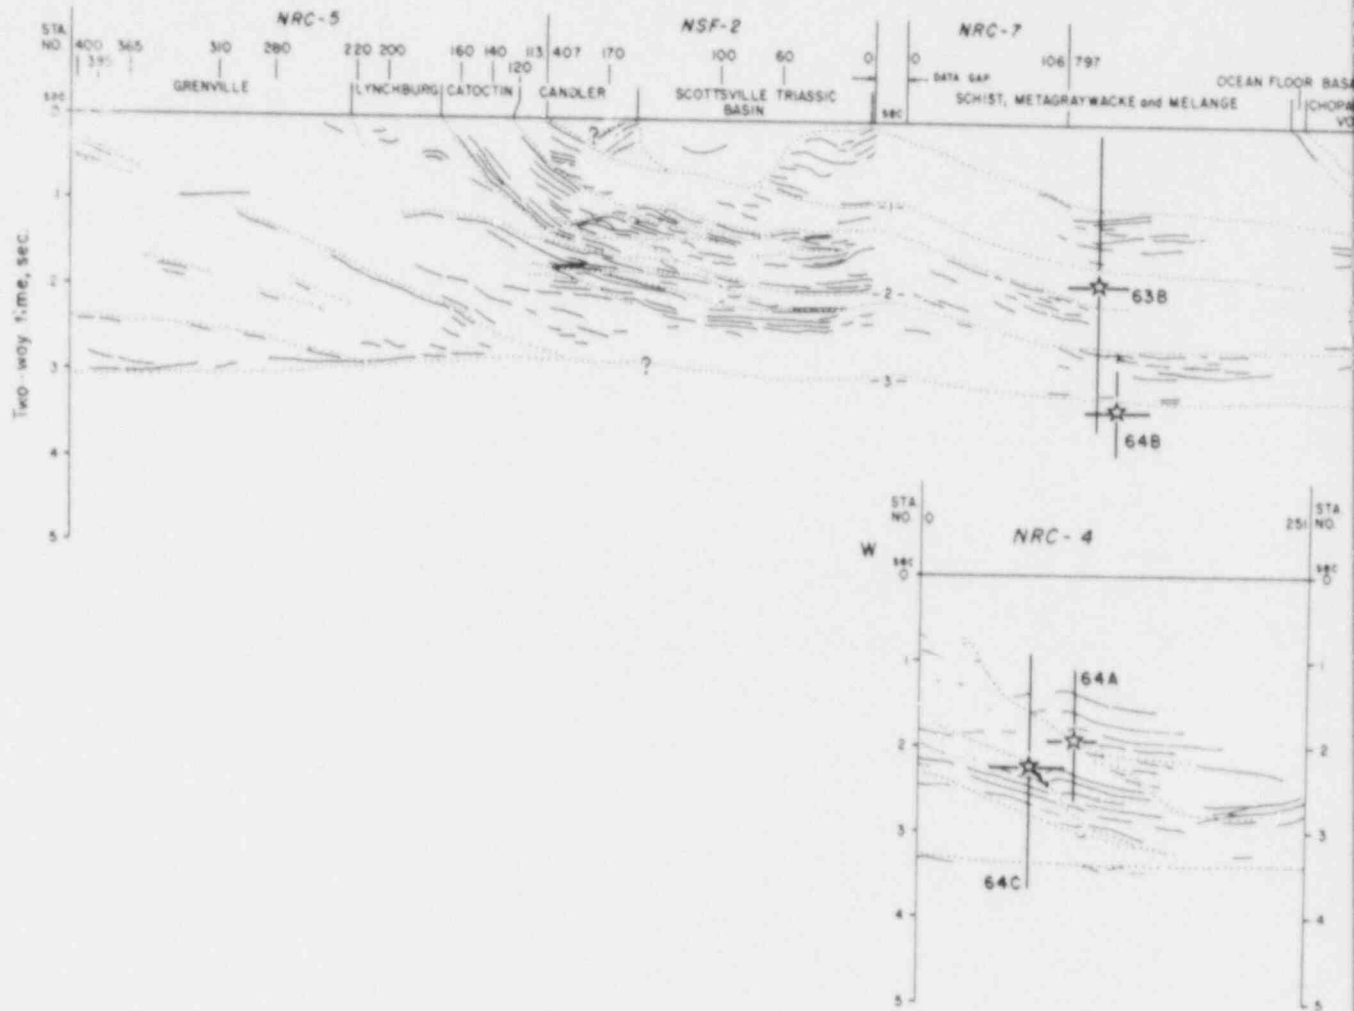 NRC-5
NSF-2
NRC-7
STA. NO. 400 395 365 310 280 220 200 160 140 120 113 407 170 100 60 0 0 106 797
DATA GAP
GRENVILLE LYNCHBURG CATOCTIN CANDLER SCOTTSVILLE TRIASSIC BASIN
SCHIST, METAGRAYWACKE and MELANGE
OCEAN FLOOR BASA
CHOPA
VO
SEC
0
SEC
?
1
1
2
2
3
3
4
5
?
Two-way time, sec.
63B
64B
STA. NO. 0
NRC-4
251 STA. NO.
W
SEC
0
SEC
0
1
1
2
2
3
3
4
4
5
5
64A
64C